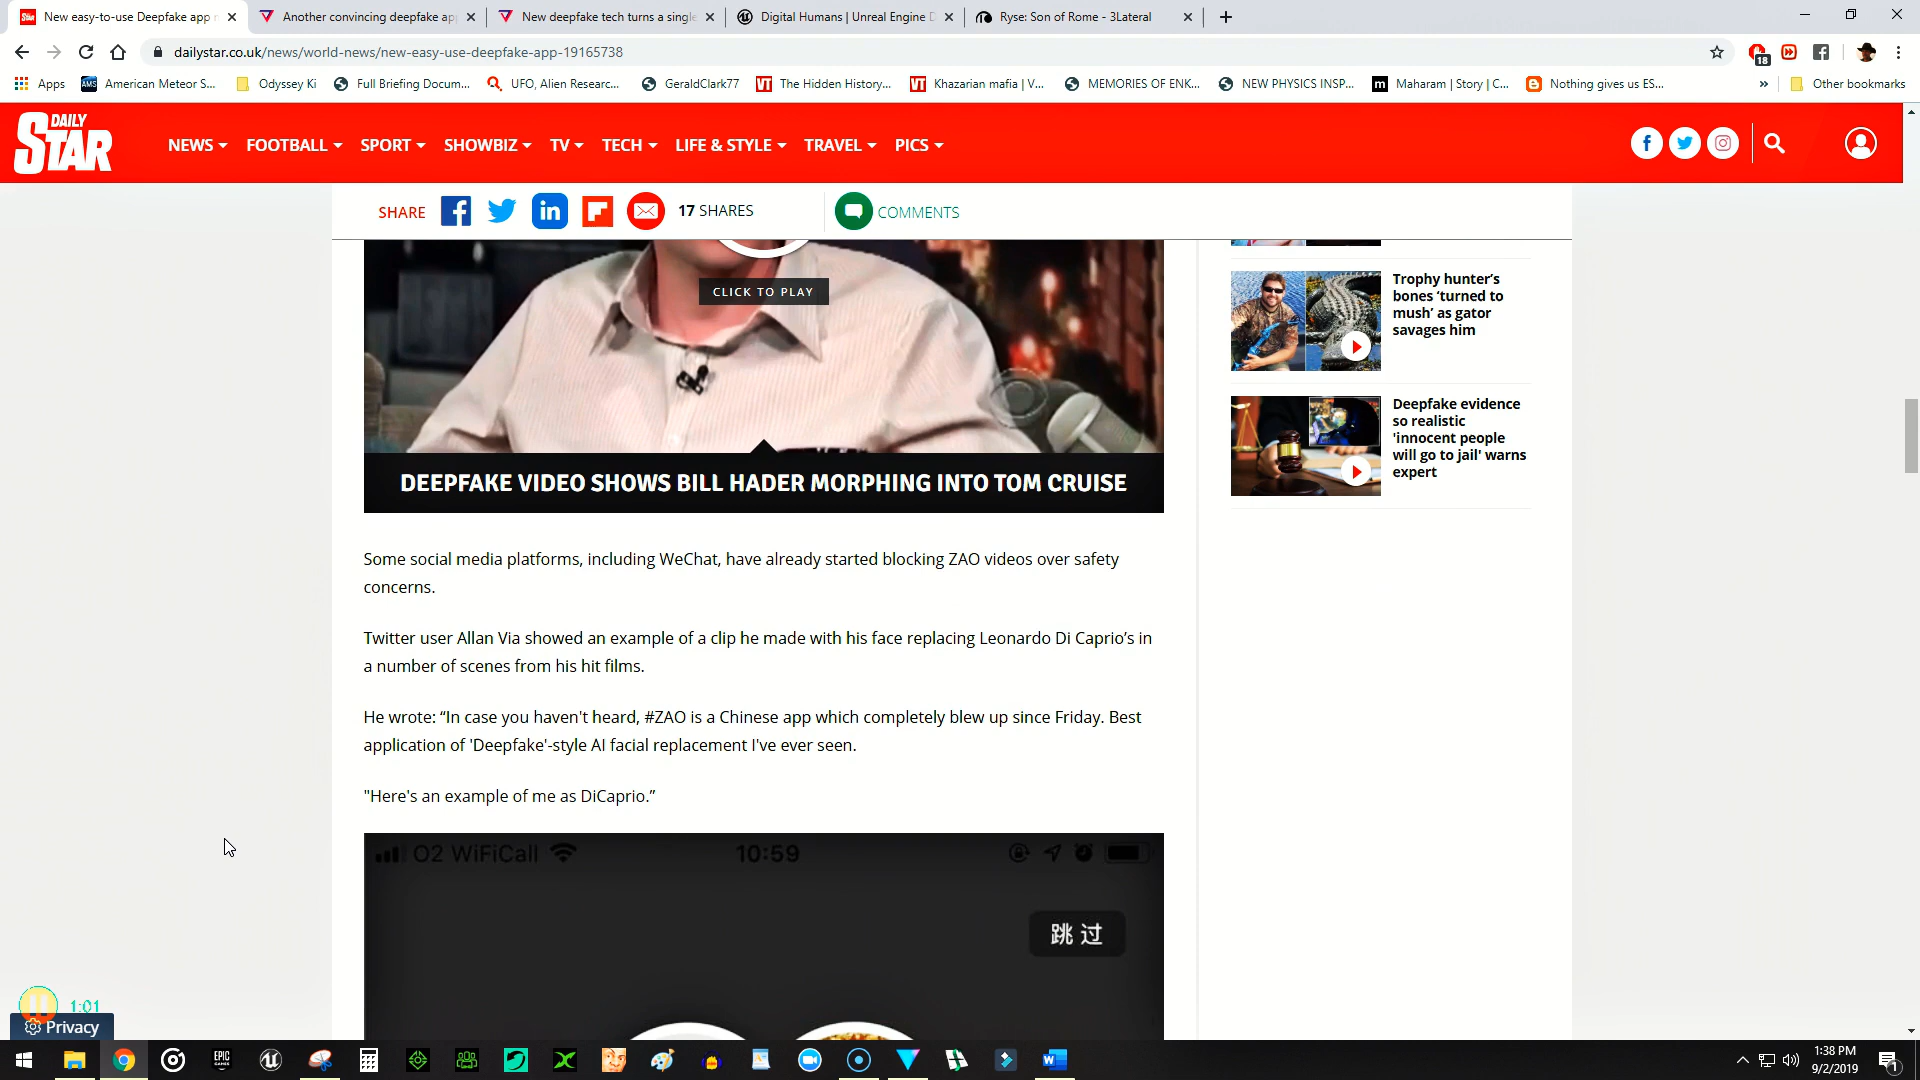 New easy-to-use Deepfake app n
Another convincing deepfake app
New deepfake tech turns a single
Digital Humans | Unreal Engine D
Ryse: Son of Rome - 3Lateral
dailystar.co.uk/news/world-news/new-easy-use-deepfake-app-19165738
18
Apps
American Meteor S...
Odyssey Ki
Full Briefing Docum...
UFO, Alien Researc...
GeraldClark77
The Hidden History...
Khazarian mafia | V...
MEMORIES OF ENK...
NEW PHYSICS INSP...
Maharam | Story | C...
Nothing gives us ES...
»
Other bookmarks
DAILY
STAR
NEWS
FOOTBALL
SPORT
SHOWBIZ
TV
TECH
LIFE & STYLE
TRAVEL
PICS
SHARE
17 SHARES
COMMENTS
CLICK TO PLAY
DEEPFAKE VIDEO SHOWS BILL HADER MORPHING INTO TOM CRUISE
Trophy hunter’s
bones ‘turned to
mush’ as gator
savages him
Deepfake evidence
so realistic
'innocent people
will go to jail' warns
expert
Some social media platforms, including WeChat, have already started blocking ZAO videos over safety
concerns.
Twitter user Allan Via showed an example of a clip he made with his face replacing Leonardo Di Caprio’s in
a number of scenes from his hit films.
He wrote: “In case you haven't heard, #ZAO is a Chinese app which completely blew up since Friday. Best
application of 'Deepfake'-style AI facial replacement I've ever seen.
"Here's an example of me as DiCaprio.”
O2 WiFiCall
10:59
跳过
1:01
Privacy
EPIC
GAMES
1:38 PM
9/2/2019
1